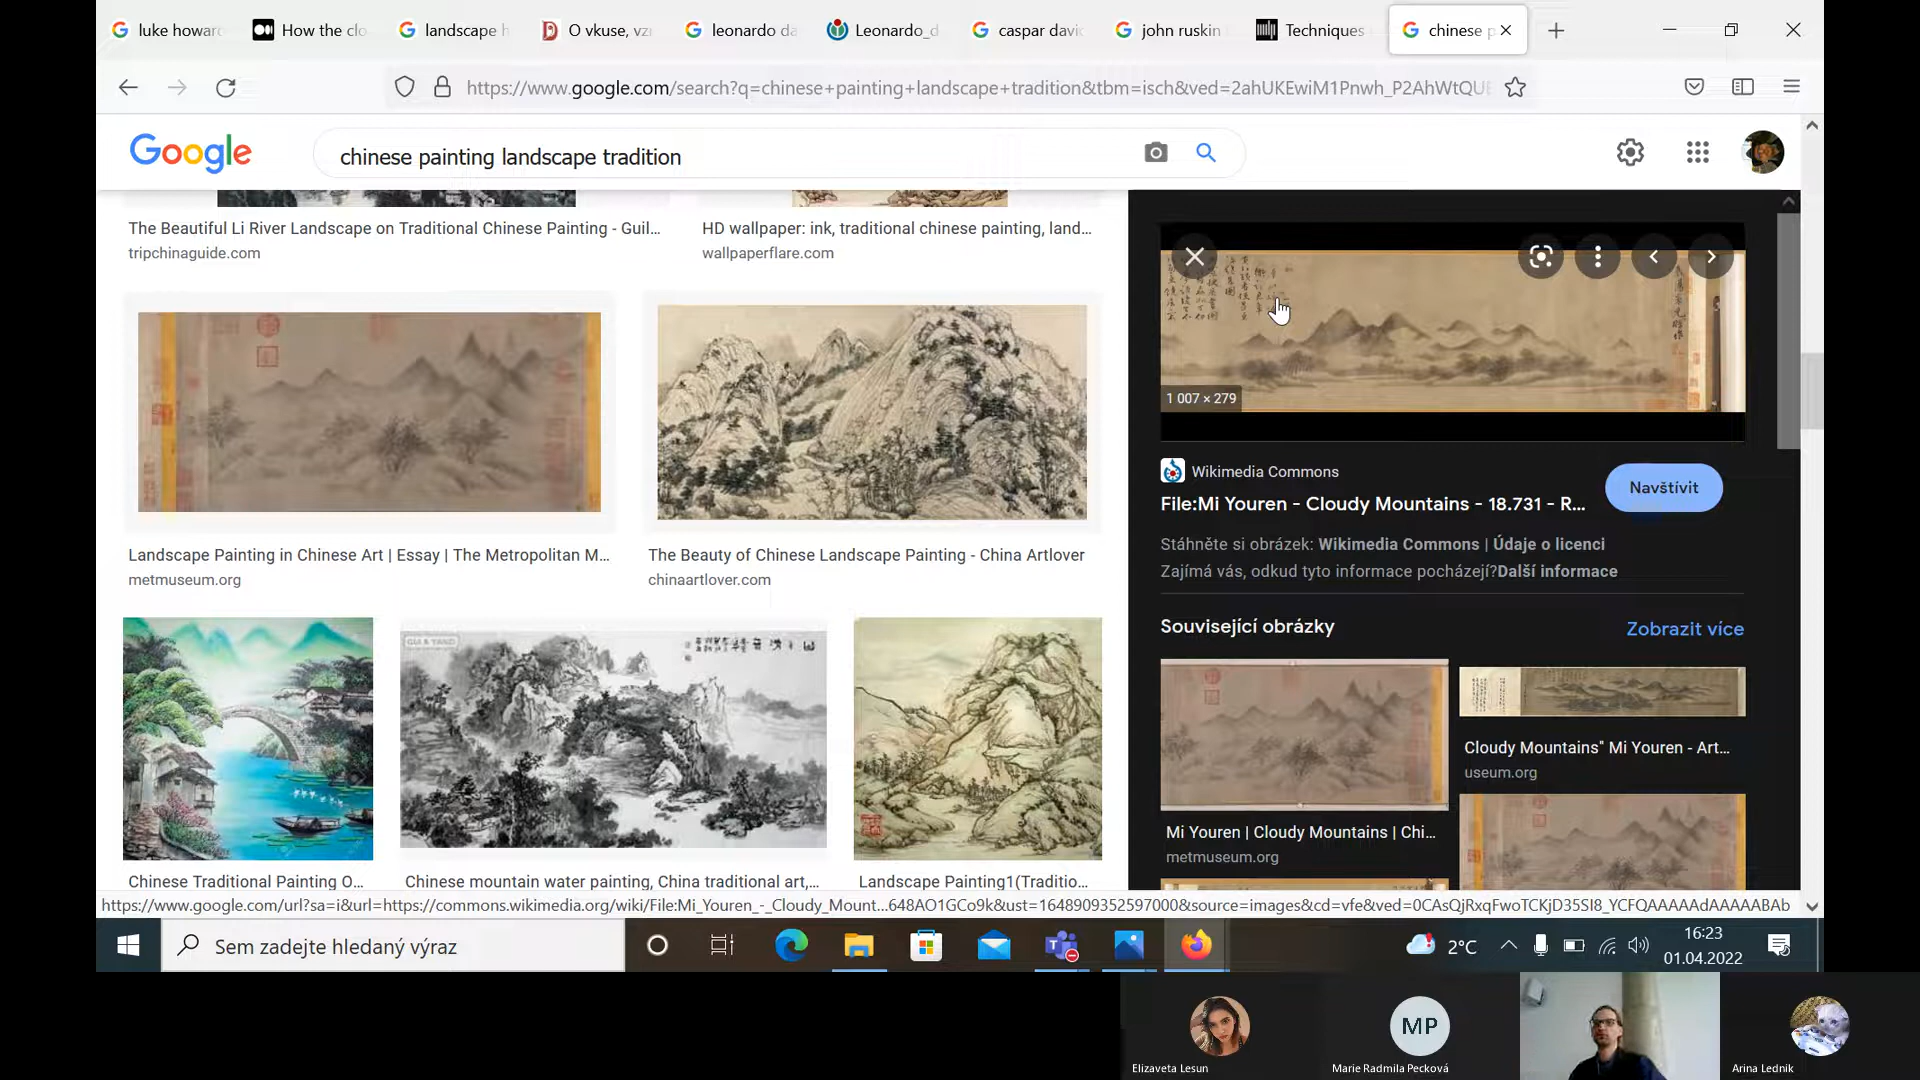 luke howar
How the clo
landscape h
O vkuse, vz
leonardo da
Leonardo_d
caspar davi
john ruskin
Techniques
chinese p
https://www.google.com/search?q=chinese+painting+landscape+tradition&tbm=isch&ved=2ahUKEwiM1Pnwh_P2AhWtQUE
Google
chinese painting landscape tradition
The Beautiful Li River Landscape on Traditional Chinese Painting - Guil...
tripchinaguide.com
HD wallpaper: ink, traditional chinese painting, land...
wallpaperflare.com
Landscape Painting in Chinese Art | Essay | The Metropolitan M...
metmuseum.org
The Beauty of Chinese Landscape Painting - China Artlover
chinaartlover.com
Chinese Traditional Painting O...
Chinese mountain water painting, China traditional art,...
Landscape Painting1(Traditio...
1 007 × 279
Wikimedia Commons
File:Mi Youren - Cloudy Mountains - 18.731 - R...
Navštívit
Stáhněte si obrázek: Wikimedia Commons | Údaje o licenci
Zajímá vás, odkud tyto informace pocházejí?Další informace
Související obrázky
Zobrazit více
Mi Youren | Cloudy Mountains | Chi...
metmuseum.org
Cloudy Mountains" Mi Youren - Art...
useum.org
https://www.google.com/url?sa=i&url=https://commons.wikimedia.org/wiki/File:Mi_Youren_-_Cloudy_Mount...648AO1GCo9k&ust=1648909352597000&source=images&cd=vfe&ved=0CAsQjRxqFwoTCKjD35SI8_YCFQAAAAAdAAAAABAb
Sem zadejte hledaný výraz
2°C
16:23
01.04.2022
MP
Elizaveta Lesun
Marie Radmila Pecková
Arina Lednik